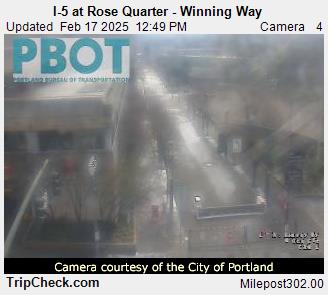 I-5 at Rose Quarter - Winning Way
Updated Feb 17 2025 12:49 PM Camera 4
PBOT
PORTLAND BUREAU OF TRANSPORTATION
Camera courtesy of the City of Portland
TripCheck.com Milepost302.00